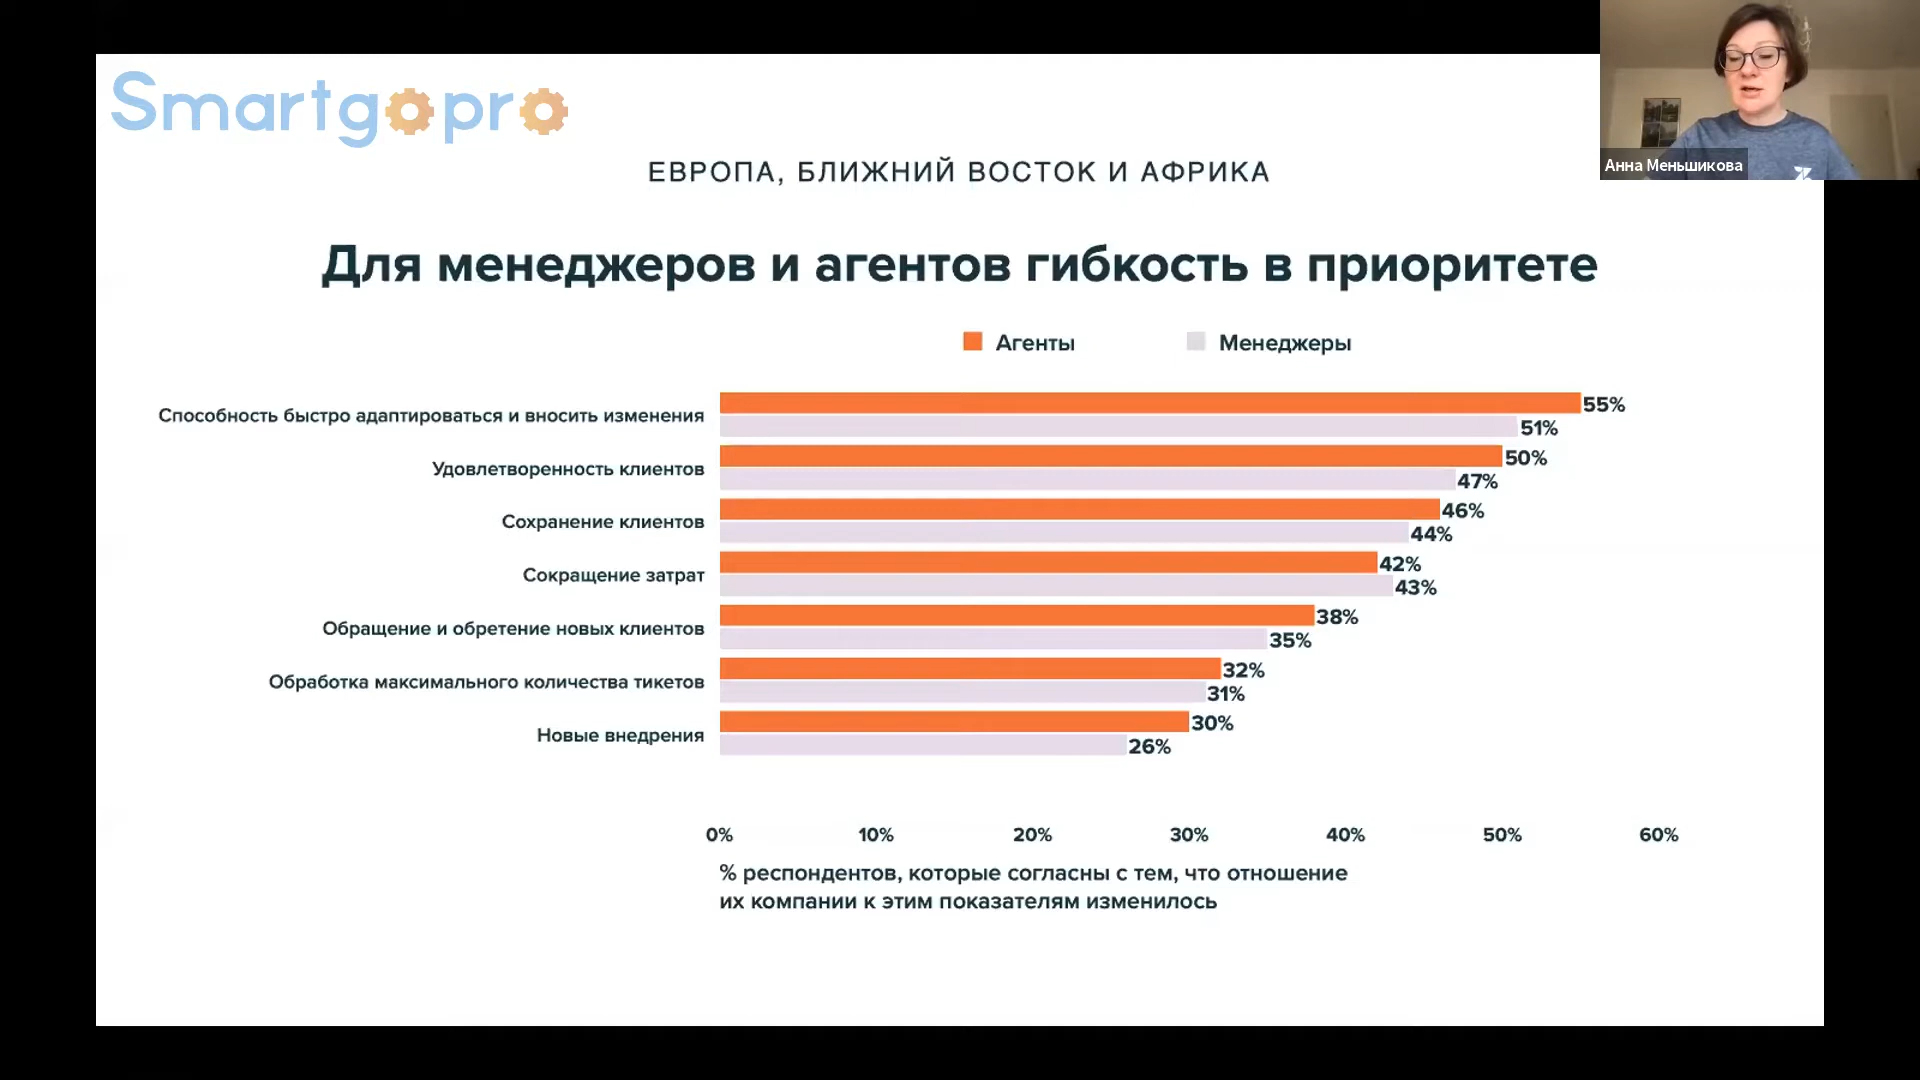 Smartgopro
Анна Меньшикова
ЕВРОПА, БЛИЖНИЙ ВОСТОК И АФРИКА
Для менеджеров и агентов гибкость в приоритете
Агенты
Менеджеры
Способность быстро адаптироваться и вносить изменения
55%
51%
Удовлетворенность клиентов
50%
47%
Сохранение клиентов
46%
44%
Сокращение затрат
42%
43%
Обращение и обретение новых клиентов
38%
35%
Обработка максимального количества тикетов
32%
31%
Новые внедрения
30%
26%
0% 10% 20% 30% 40% 50% 60%
% респондентов, которые согласны с тем, что отношение
их компании к этим показателям изменилось